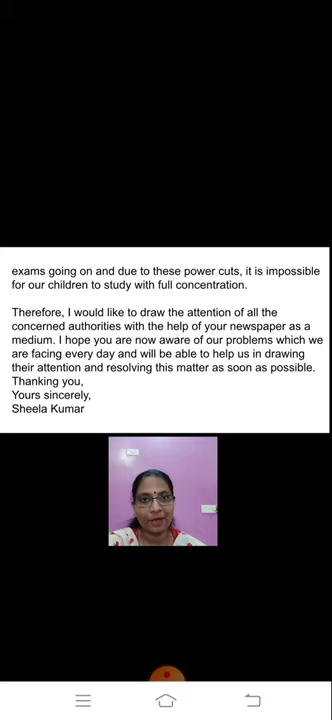 exams going on and due to these power cuts, it is impossible
for our children to study with full concentration.
Therefore, I would like to draw the attention of all the
concerned authorities with the help of your newspaper as a
medium. I hope you are now aware of our problems which we
are facing every day and will be able to help us in drawing
their attention and resolving this matter as soon as possible.
Thanking you,
Yours sincerely,
Sheela Kumar